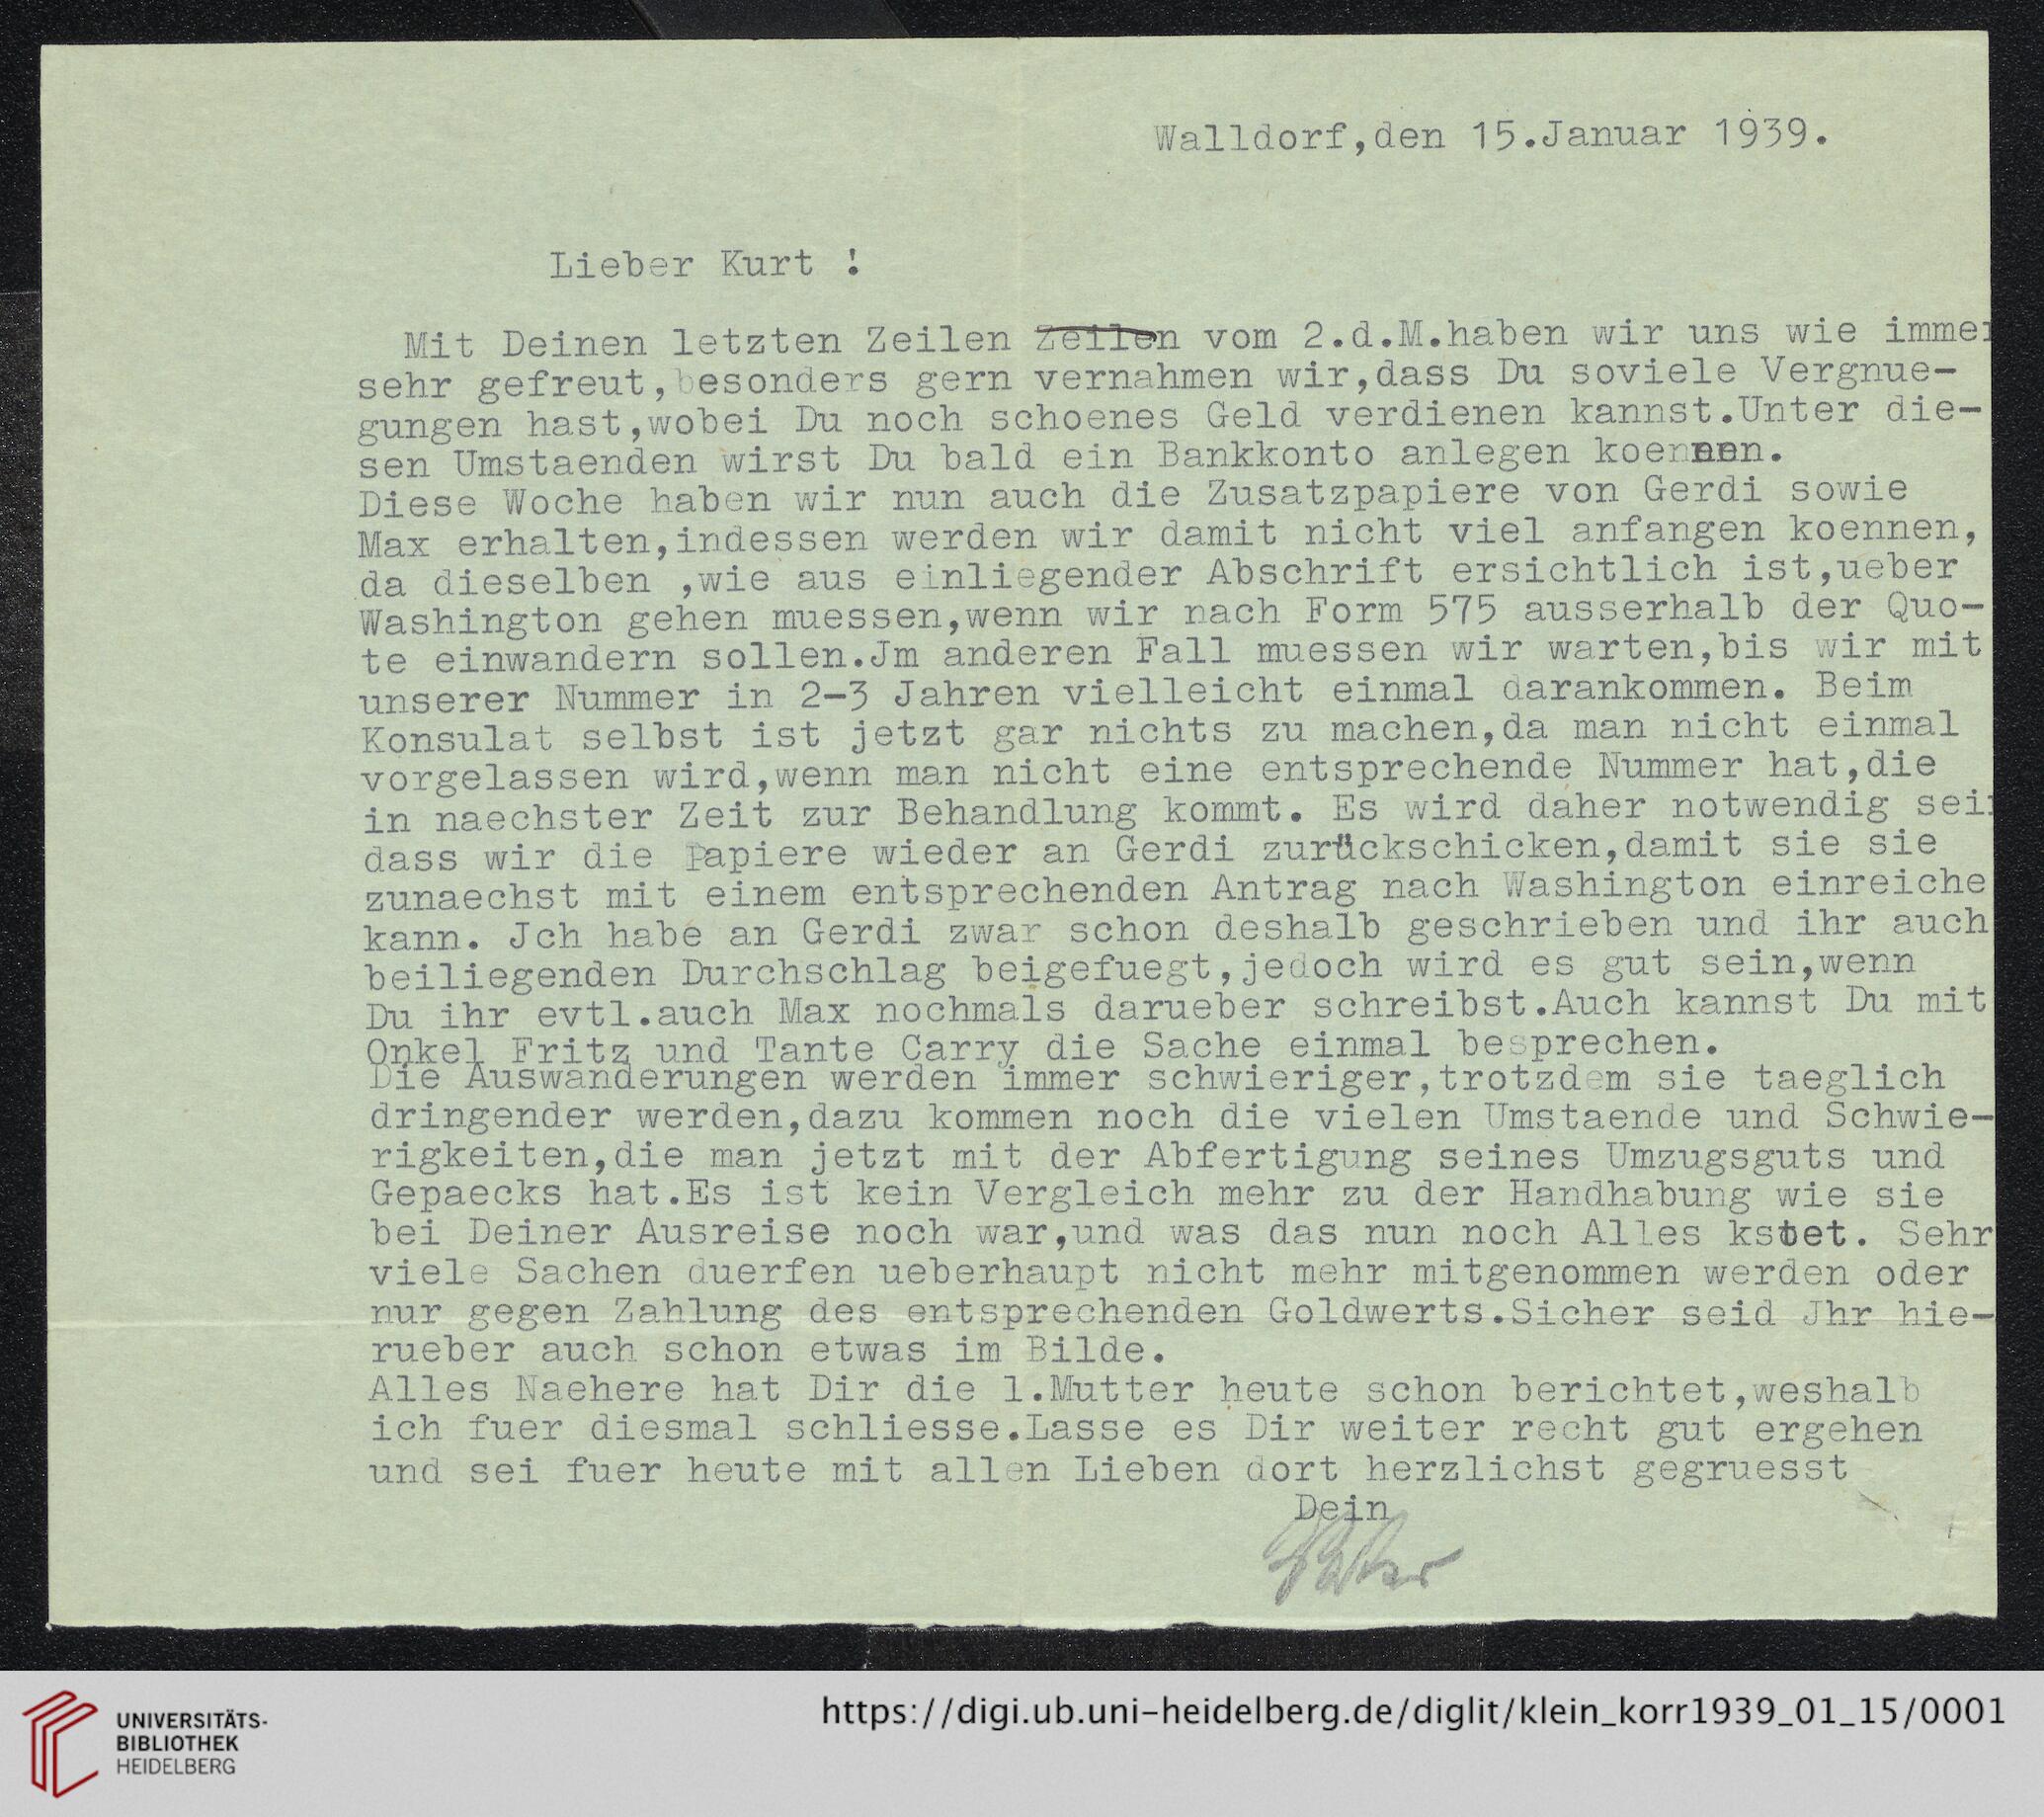 Walldorf,den 15.Januar 1939.
Lieber Kurt !
Mit Deinen letzten Zeilen Zeilen vom 2.d.M.haben wir uns wie immer
sehr gefreut,besonders gern vernahmen wir,dass Du soviele Vergnue-
gungen hast,wobei Du noch schoenes Geld verdienen kannst.Unter die-
sen Umstaenden wirst Du bald ein Bankkonto anlegen koennen.
Diese Woche haben wir nun auch die Zusatzpapiere von Gerdi sowie
Max erhalten,indessen werden wir damit nicht viel anfangen koennen,
da dieselben ,wie aus einliegender Abschrift ersichtlich ist,ueber
Washington gehen muessen,wenn wir nach Form 575 ausserhalb der Quo-
te einwandern sollen.Jm anderen Fall muessen wir warten,bis wir mit
unserer Nummer in 2-3 Jahren vielleicht einmal darankommen. Beim
Konsulat selbst ist jetzt gar nichts zu machen,da man nicht einmal
vorgelassen wird,wenn man nicht eine entsprechende Nummer hat,die
in naechster Zeit zur Behandlung kommt. Es wird daher notwendig sein
dass wir die Papiere wieder an Gerdi zurückschicken,damit sie sie
zunaechst mit einem entsprechenden Antrag nach Washington einreiche
kann. Jch habe an Gerdi zwar schon deshalb geschrieben und ihr auch
beiliegenden Durchschlag beigefuegt,jedoch wird es gut sein,wenn
Du ihr evtl.auch Max nochmals darueber schreibst.Auch kannst Du mit
Onkel Fritz und Tante Carry die Sache einmal besprechen.
Die Auswanderungen werden immer schwieriger,trotzdem sie taeglich
dringender werden,dazu kommen noch die vielen Umstaende und Schwie-
rigkeiten,die man jetzt mit der Abfertigung seines Umzugsguts und
Gepaecks hat.Es ist kein Vergleich mehr zu der Handhabung wie sie
bei Deiner Ausreise noch war,und was das nun noch Alles kstet. Sehr
viele Sachen duerfen ueberhaupt nicht mehr mitgenommen werden oder
nur gegen Zahlung des entsprechenden Goldwerts.Sicher seid Jhr hie-
rueber auch schon etwas im Bilde.
Alles Naehere hat Dir die l.Mutter heute schon berichtet,weshalb
ich fuer diesmal schliesse.Lasse es Dir weiter recht gut ergehen
und sei fuer heute mit allen Lieben dort herzlichst gegruesst
Dein
Vater
UNIVERSITÄTS-
BIBLIOTHEK
HEIDELBERG
https://digi.ub.uni-heidelberg.de/diglit/klein_korr1939_01_15/0001